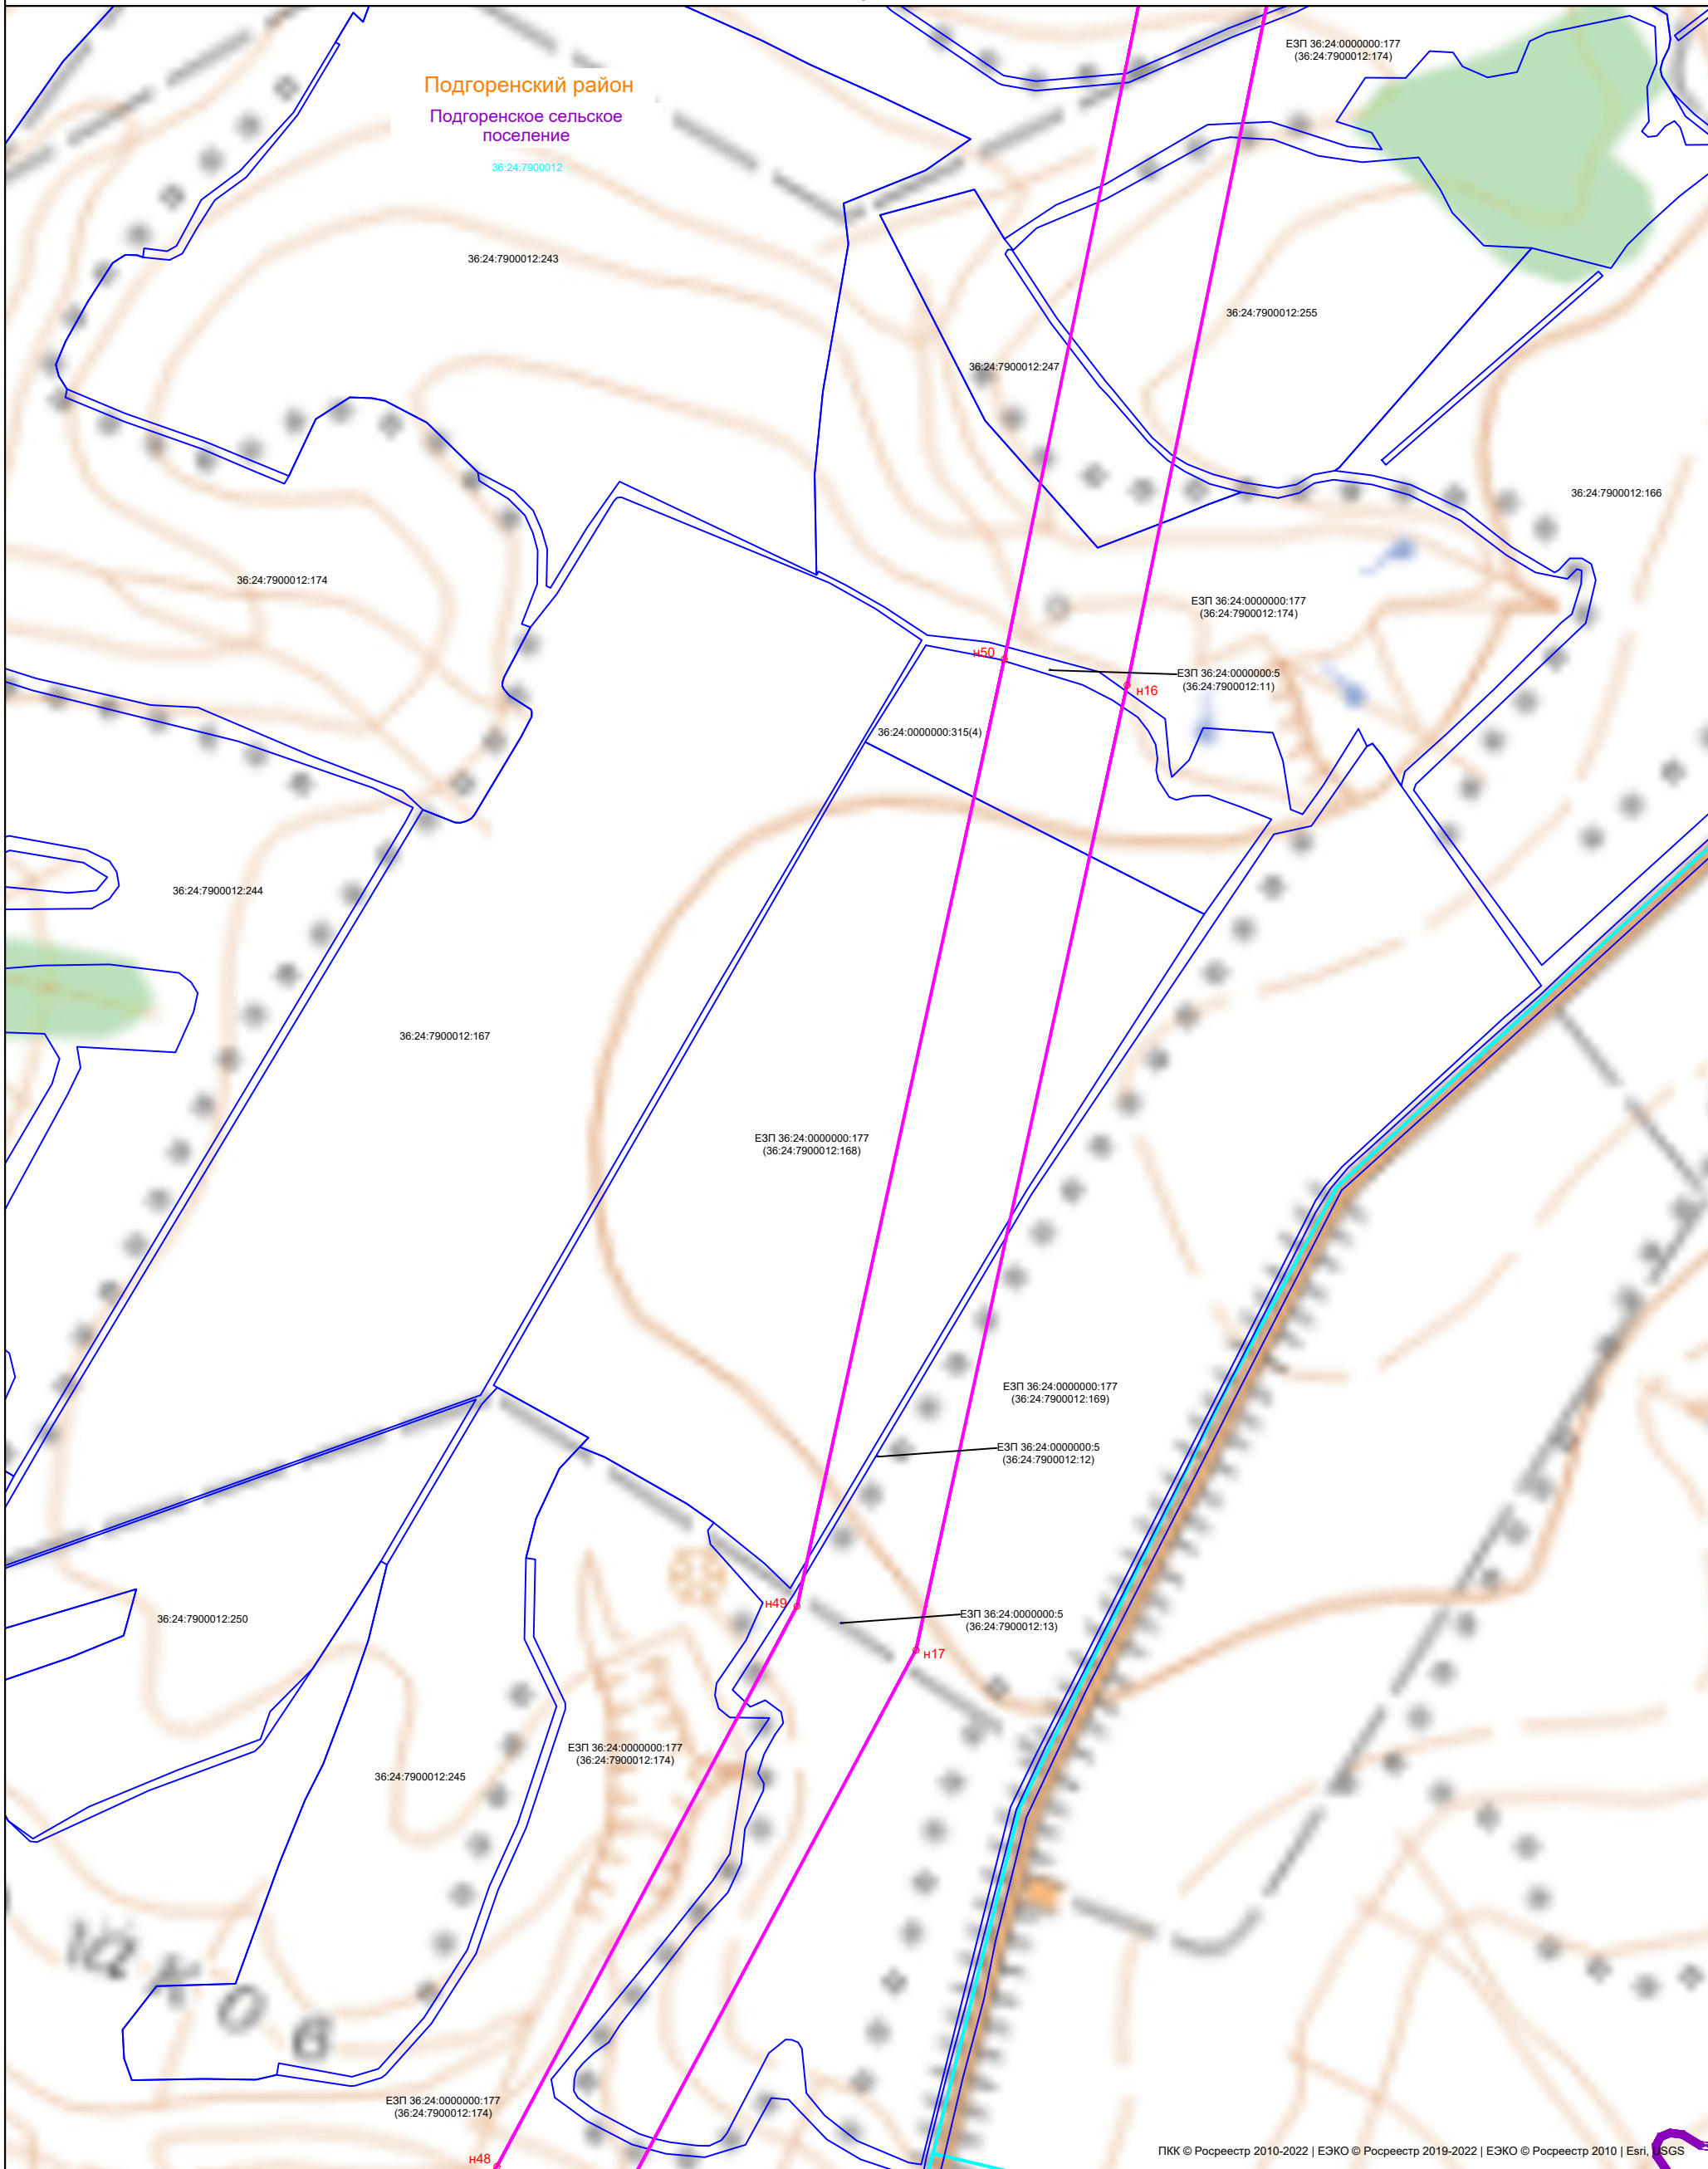 ЕЗП 36:24:0000000:177
(36:24:7900012:174)
Подгоренский район
Подгоренское сельское
поселение
36:24:7900012
36:24:7900012:243
36:24:7900012:255
36:24:7900012:247
36:24:7900012:166
36:24:7900012:174
ЕЗП 36:24:0000000:177
(36:24:7900012:174)
н50
ЕЗП 36:24:0000000:5
(36:24:7900012:11)
н16
36:24:0000000:315(4)
36:24:7900012:244
36:24:7900012:167
ЕЗП 36:24:0000000:177
(36:24:7900012:168)
ЕЗП 36:24:0000000:177
(36:24:7900012:169)
ЕЗП 36:24:0000000:5
(36:24:7900012:12)
н49
36:24:7900012:250
ЕЗП 36:24:0000000:5
(36:24:7900012:13)
н17
ЕЗП 36:24:0000000:177
(36:24:7900012:174)
36:24:7900012:245
ЕЗП 36:24:0000000:177
(36:24:7900012:174)
ПКК © Росреестр 2010-2022 | ЕЭКО © Росреестр 2019-2022 | ЕЭКО © Росреестр 2010 | Esri, USGS
н48